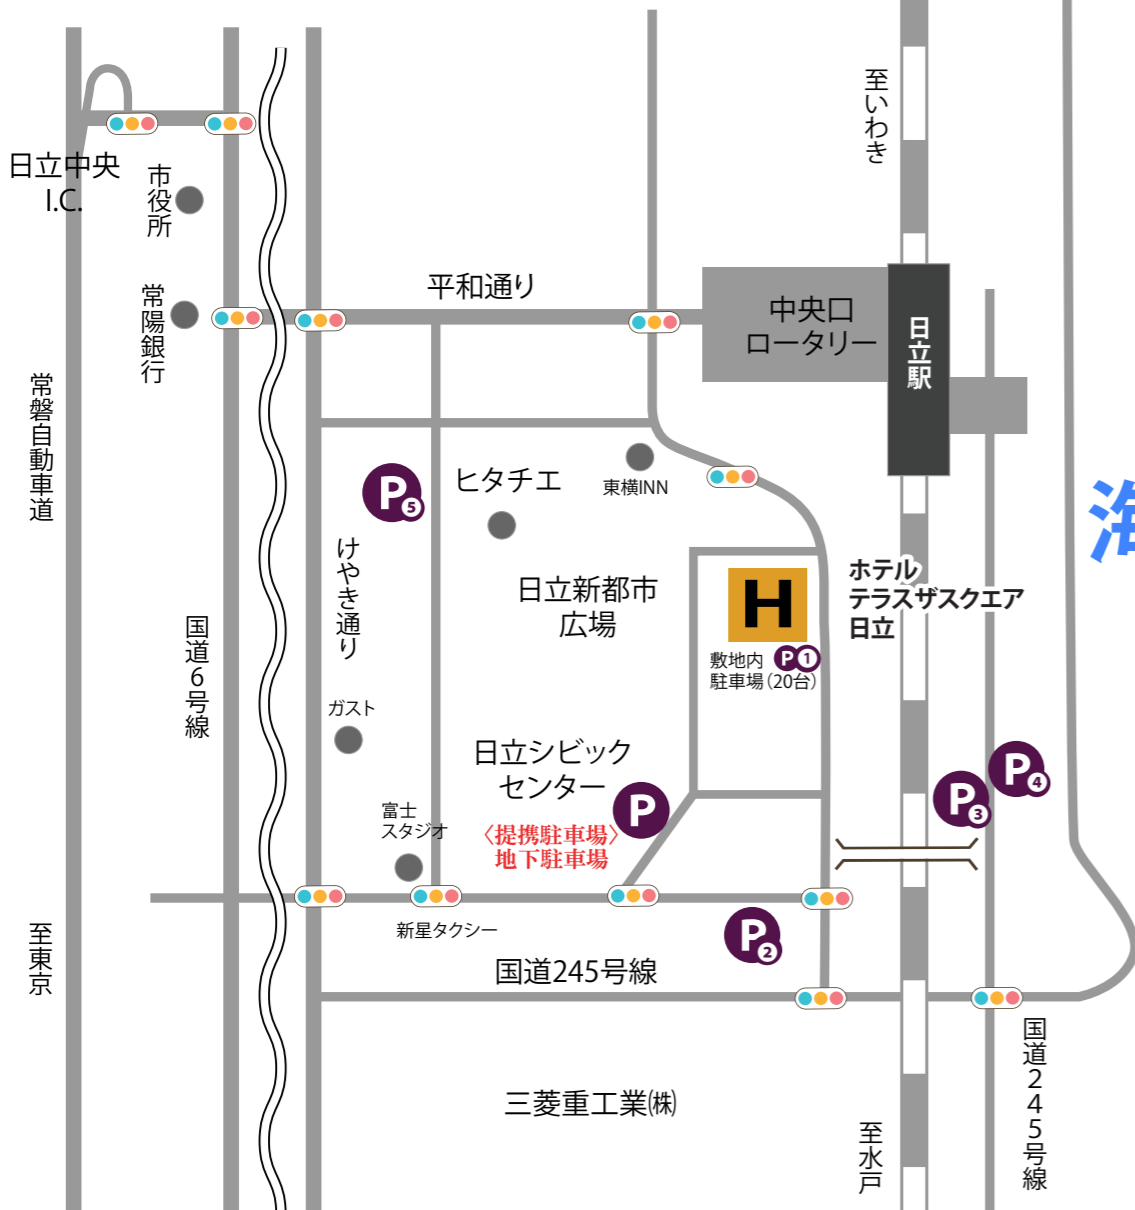 至いわき
日立中央
I.C.
市役所
平和通り
常陽銀行
中央口
ロータリー
日立駅
常磐自動車道
ヒタチエ
東横INN
P5
海
けやき通り
日立新都市
広場
H
ホテル
テラスザスクエア
日立
敷地内 P1
駐車場(20台)
国道6号線
ガスト
日立シビック
センター
P
P3
P4
富士
スタジオ
〈提携駐車場〉
地下駐車場
新星タクシー
P2
至東京
国道245号線
国道245号線
三菱重工業㈱
至水戸